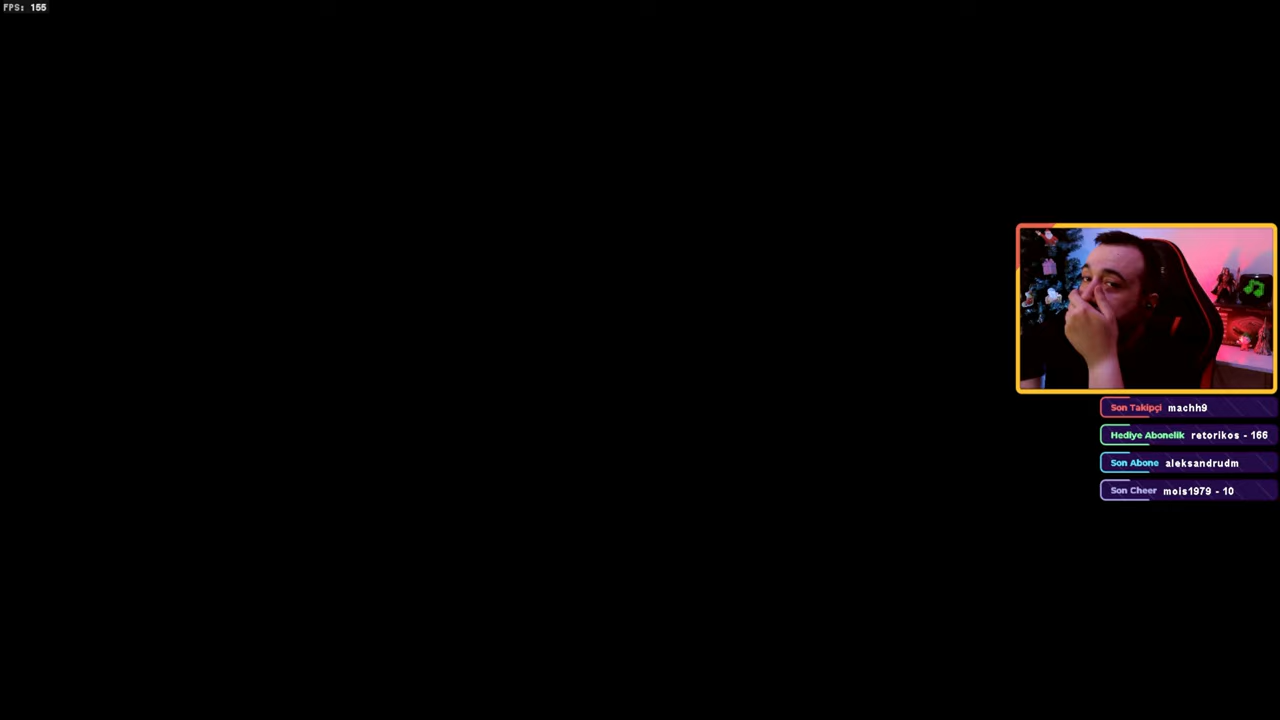 FPS: 155
Son Takipçi machh9
Hediye Abonelik retorikos - 166
Son Abone aleksandrudm
Son Cheer mois1979 - 10